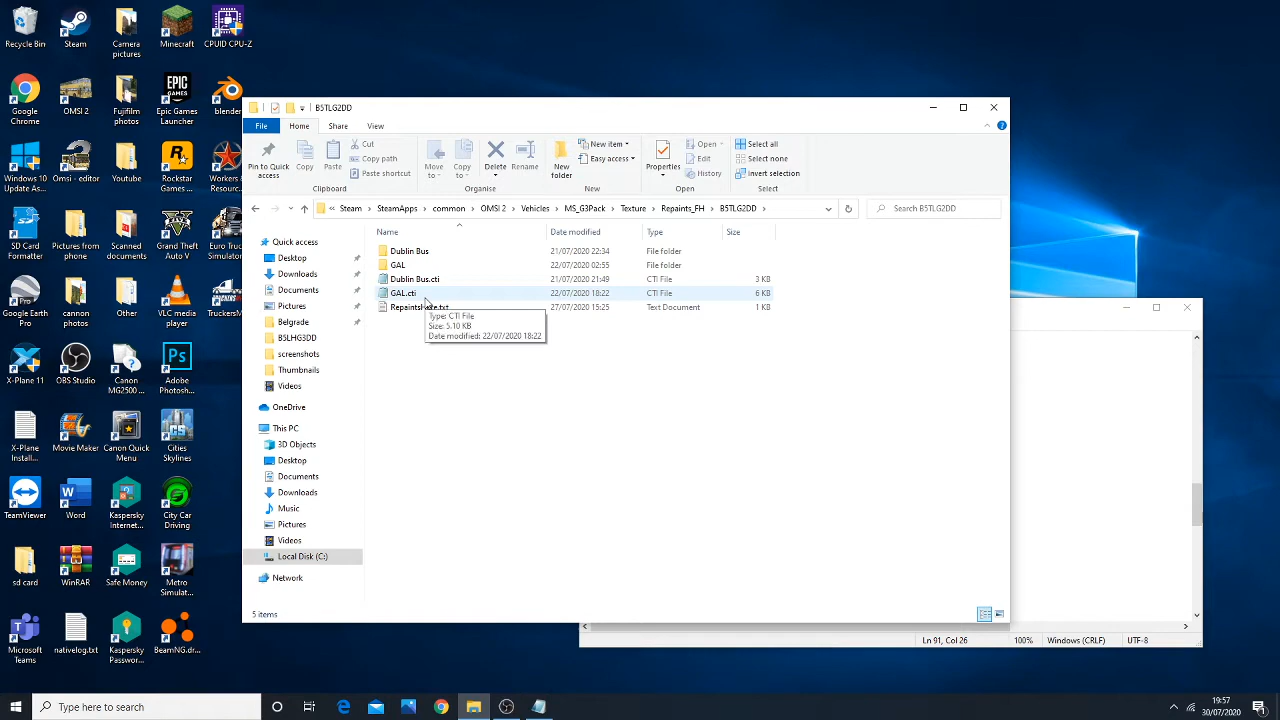 Recycle Bin
Steam
Camera pictures
Minecraft
CPUID CPU-Z
Google Chrome
OMSI 2
Fujifilm photos
Epic Games Launcher
blender
Windows 10 Update As...
Omsi - editor
Youtube
Rockstar Games ...
Workers & Resourc...
SD Card Formatter
Pictures from phone
Scanned documents
Grand Theft Auto V
Euro Truc Simulator
Google Earth Pro
Internet Explorer
cannon photos
Other
VLC media player
X-Plane 11
OBS Studio
Canon MG2500 ...
Adobe Photosh...
X-Plane Install...
Movie Maker
Canon Quick Menu
Cities Skylines
TeamViewer
Word
Kaspersky Internet...
City Car Driving
sd card
WinRAR
Safe Money
Metro Simulat...
Microsoft Teams
nativelog.txt
Kaspersky Passwor...
BeamNG.dr...
B5TLG2DD
File
Home
Share
View
Pin to Quick access
Copy
Paste
Cut
Copy path
Paste shortcut
Clipboard
Move to
Copy to
Delete
Rename
Organise
New folder
New item
Easy access
New
Properties
Open
Edit
History
Open
Select all
Select none
Invert selection
Select
« Steam > SteamApps > common > OMSI 2 > Vehicles > MS_G3Pack > Texture > Repaints_FH > B5TLG2DD >
Search B5TLG2DD
Name Date modified Type Size
Dublin Bus 21/07/2020 22:34 File folder
GAL 22/07/2020 02:55 File folder
Dublin Bus.cti 21/07/2020 21:49 CTI File 3 KB
GAL.cti 22/07/2020 18:22 CTI File 6 KB
22/07/2020 15:25 Text Document 1 KB
Type: CTI File
Size: 5.10 KB
Date modified: 22/07/2020 18:22
Quick access
Desktop
Downloads
Documents
Pictures
Belgrade
B5LHG3DD
screenshots
Thumbnails
Videos
OneDrive
This PC
3D Objects
Desktop
Documents
Downloads
Music
Pictures
Videos
Local Disk (C:)
Network
5 items
Ln 91, Col 26
100%
Windows (CRLF)
UTF-8
Type here to search
19:57
30/07/2020